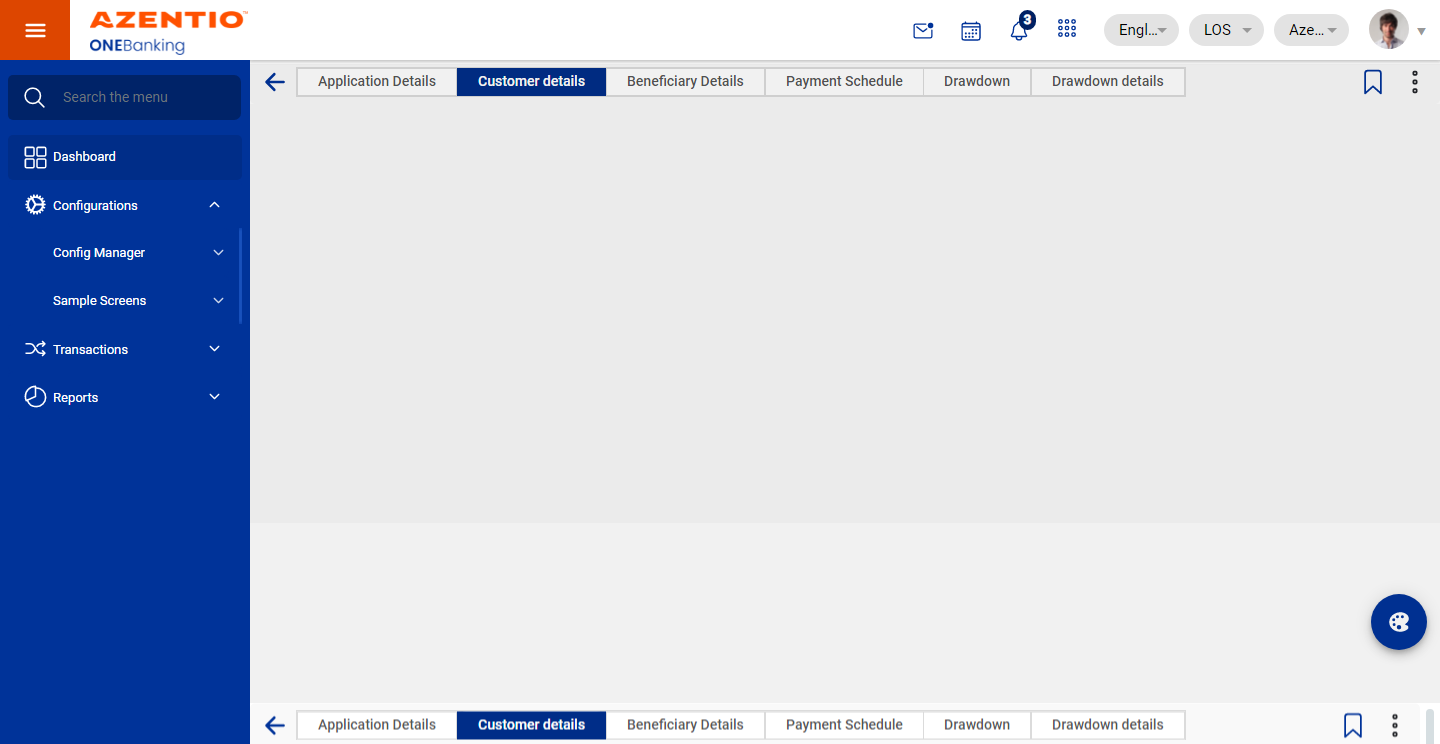 AZENTIO™
ONEBanking
3
Engl...
LOS
Aze...
Search the menu
Dashboard
Configurations
Config Manager
Sample Screens
Transactions
Reports
Application Details
Customer details
Beneficiary Details
Payment Schedule
Drawdown
Drawdown details
Application Details
Customer details
Beneficiary Details
Payment Schedule
Drawdown
Drawdown details